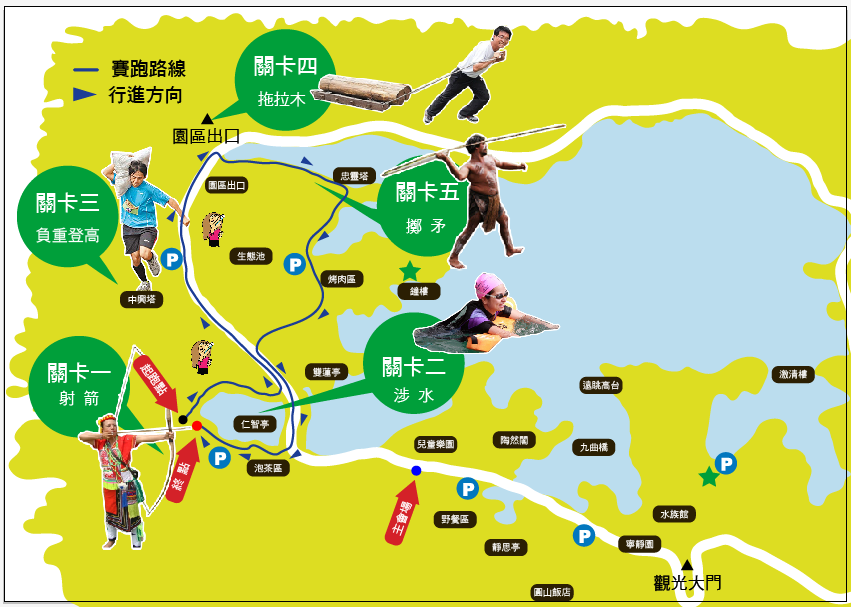 賽跑路線
行進方向
關卡四
拖拉木
園區出口
園區出口
忠靈塔
關卡五
擲 矛
關卡三
負重登高
生態池
烤肉區
鐘樓
中興塔
關卡二
涉 水
關卡一
射 箭
起跑點
雙蓮亭
遠眺高台
澂清樓
仁智亭
兒童樂園
陶然閣
九曲橋
P
P
P
P
P
P
終 點
泡茶區
主會場
野餐區
水族館
靜思亭
寧靜園
觀光大門
圓山飯店